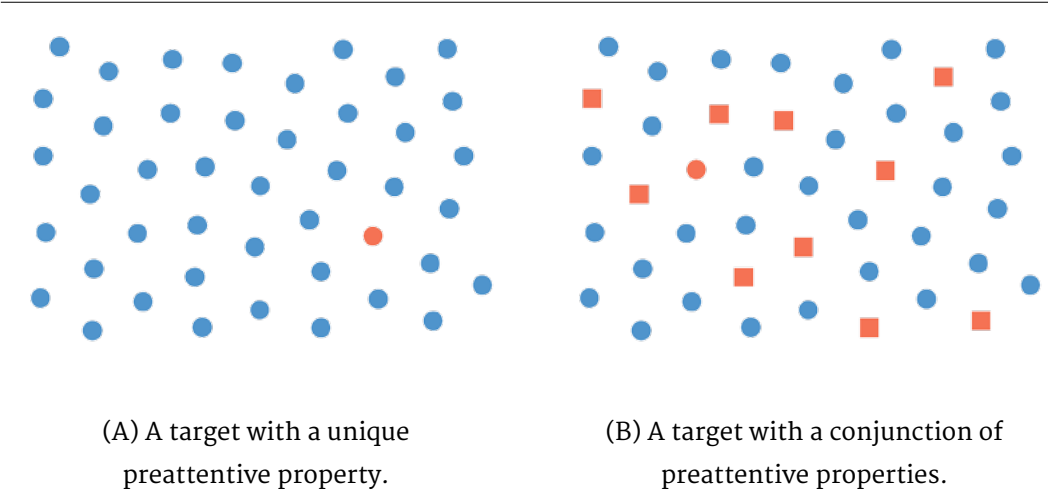 (A) A target with a unique
preattentive property.
(B) A target with a conjunction of
preattentive properties.